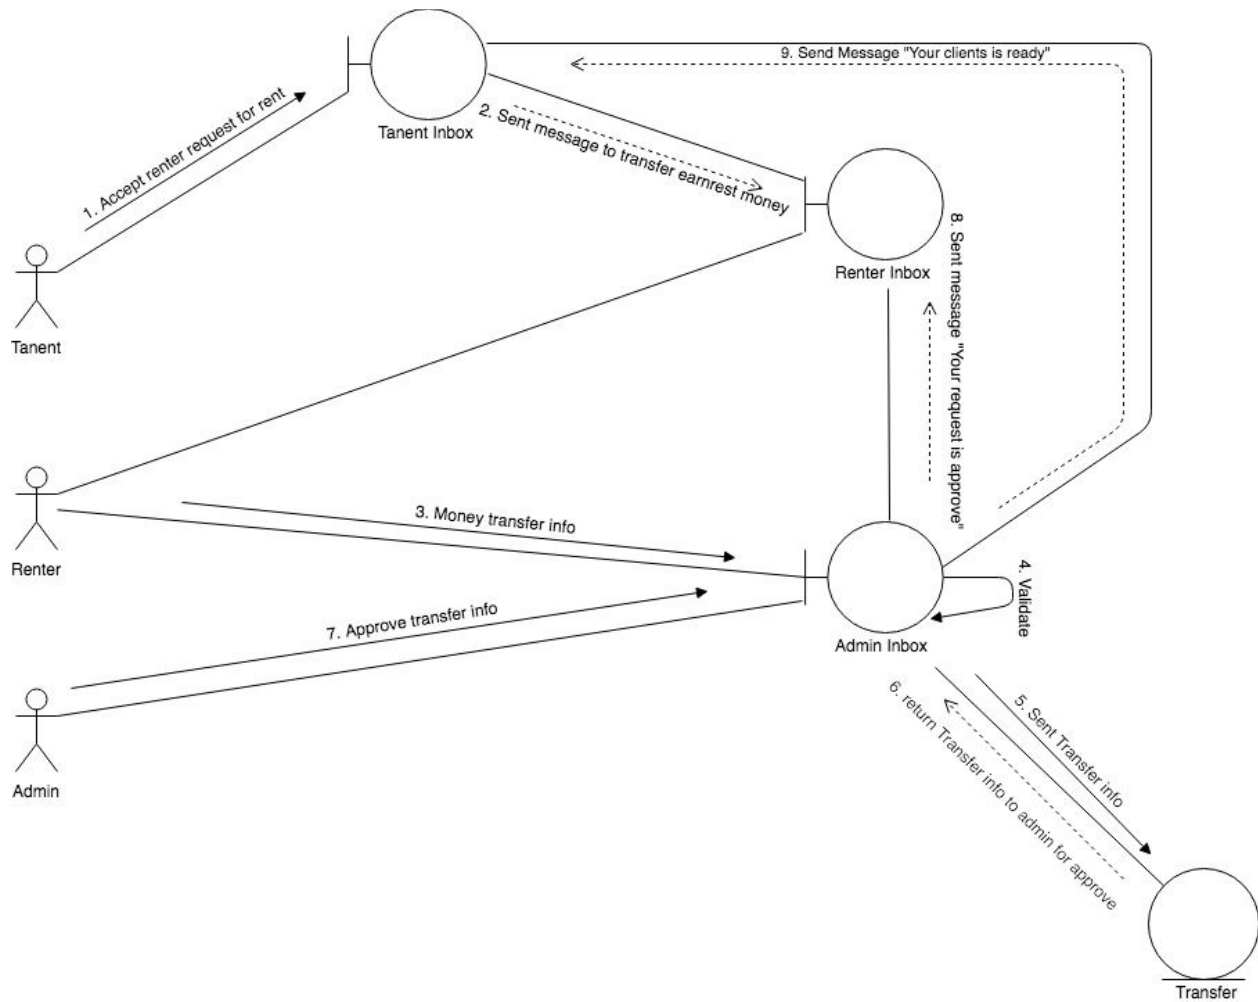 9. Send Message "Your clients is ready"
1. Accept renter request for rent
Tanent Inbox
2. Sent message to transfer earnrest money
Renter Inbox
8. Sent message "Your request is approve"
Tanent
3. Money transfer info
Renter
4. Validate
7. Approve transfer info
Admin Inbox
5. Sent Transfer info
6. return Transfer info to admin for approve
Admin
Transfer